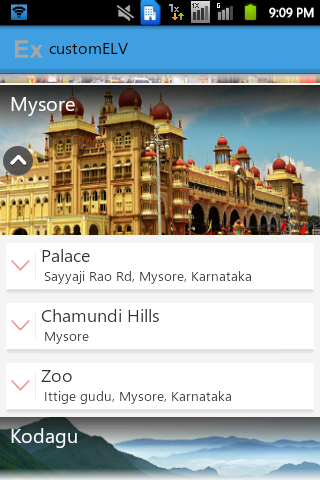 9:09 PM
Ex customELV
Mysore
Palace
Sayyaji Rao Rd, Mysore, Karnataka
Chamundi Hills
Mysore
Zoo
Ittige gudu, Mysore, Karnataka
Kodagu